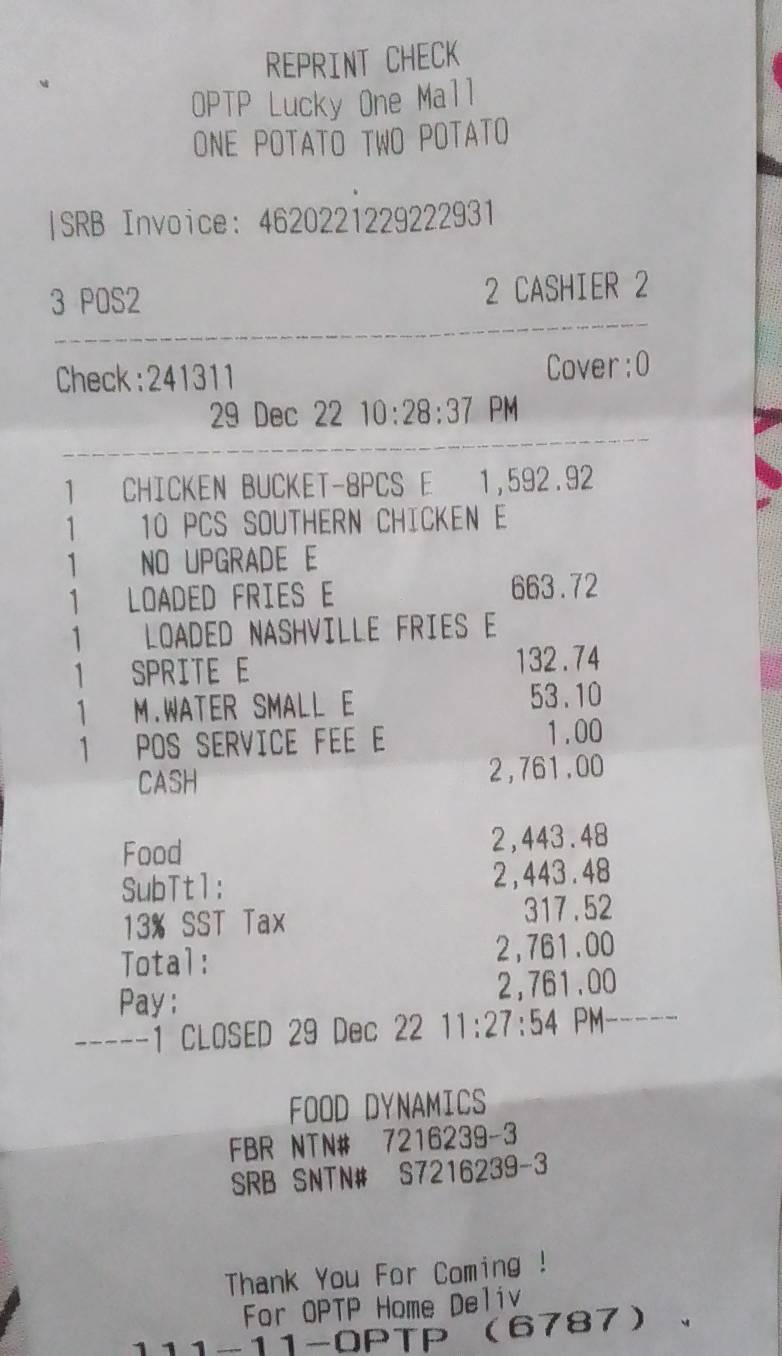 REPRINT CHECK
OPTP Lucky One Mall
ONE POTATO TWO POTATO
|SRB Invoice: 4620221229222931
3 POS2 2 CASHIER 2
Check:241311 Cover:0
29 Dec 22 10:28:37 PM
1 CHICKEN BUCKET-8PCS E 1,592.92
1 10 PCS SOUTHERN CHICKEN E
1 NO UPGRADE E
1 LOADED FRIES E 663.72
1 LOADED NASHVILLE FRIES E
1 SPRITE E 132.74
1 M.WATER SMALL E 53.10
1 POS SERVICE FEE E 1.00
CASH 2,761.00
Food 2,443.48
SubTtl: 2,443.48
13% SST Tax 317.52
Total: 2,761.00
Pay: 2,761.00
-----1 CLOSED 29 Dec 22 11:27:54 PM-----
FOOD DYNAMICS
FBR NTN# 7216239-3
SRB SNTN# S7216239-3
Thank You For Coming !
For OPTP Home Deliv
111-11-OPTP (6787)